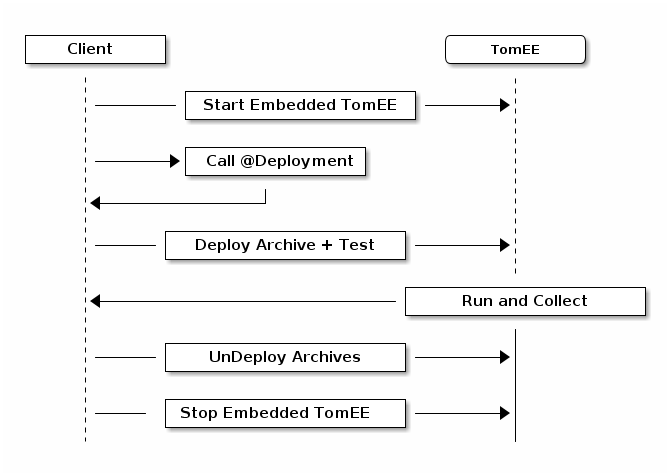 Client
TomEE
Start Embedded TomEE
Call @Deployment
Deploy Archive + Test
Run and Collect
UnDeploy Archives
Stop Embedded TomEE